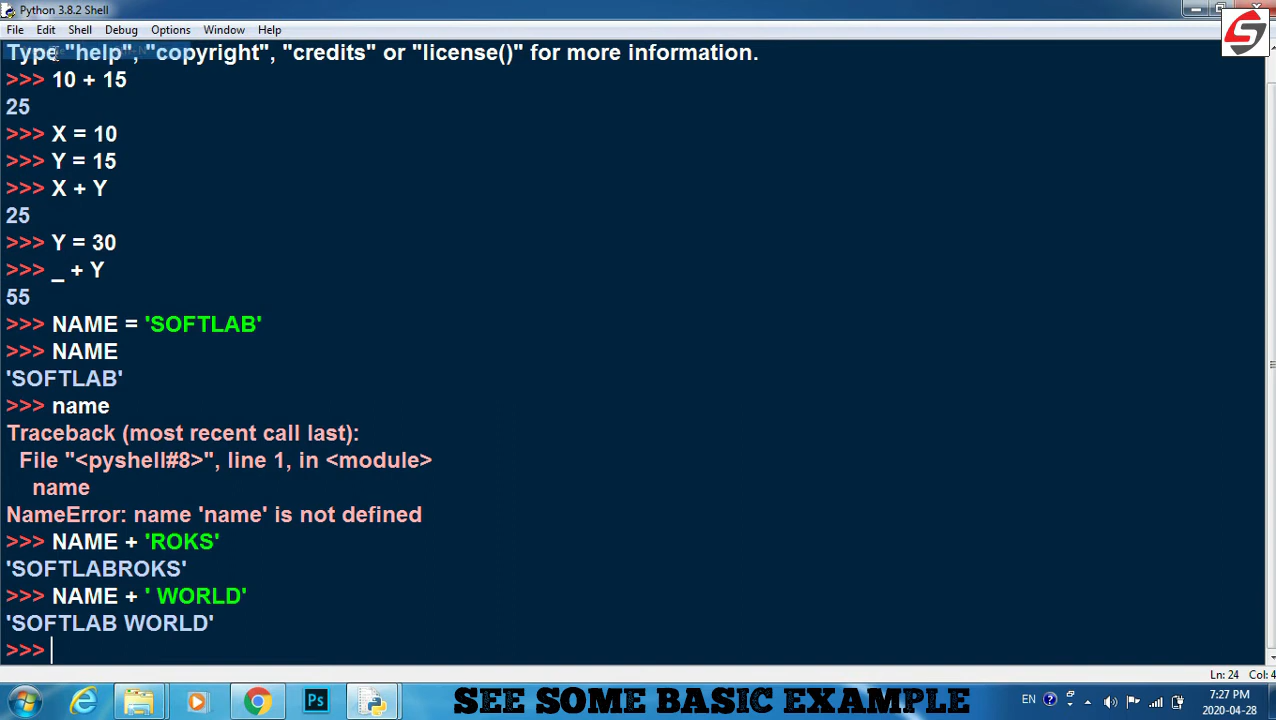 Python 3.8.2 Shell
File Edit Shell Debug Options Window Help
Type "help", "copyright", "credits" or "license()" for more information.
>>> 10 + 15
25
>>> X = 10
>>> Y = 15
>>> X + Y
25
>>> Y = 30
>>> _ + Y
55
>>> NAME = 'SOFTLAB'
>>> NAME
'SOFTLAB'
>>> name
Traceback (most recent call last):
  File "<pyshell#8>", line 1, in <module>
    name
NameError: name 'name' is not defined
>>> NAME + 'ROKS'
'SOFTLABROKS'
>>> NAME + ' WORLD'
'SOFTLAB WORLD'
>>>
Ln: 24 Col: 4
Ps
SEE SOME BASIC EXAMPLE
EN
7:27 PM
2020-04-28